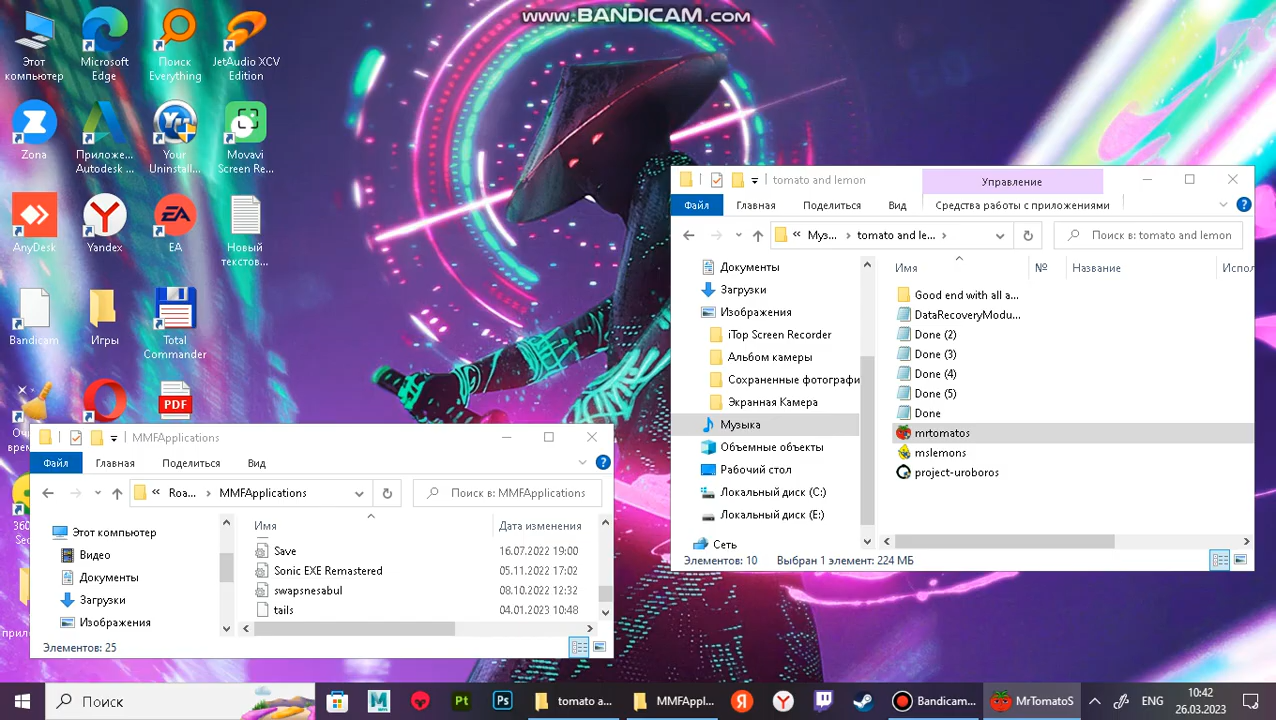 www.BANDICAM.com
Этот
компьютер
Microsoft
Edge
Поиск
Everything
JetAudio XCV
Edition
Zona
Приложе...
Autodesk ...
Your
Uninstal...
Movavi
Screen Re...
AnyDesk
Yandex
EA
Новый
текстов...
Bandicam
Игры
Total
Commander
PDF
tomato and lemon
Управление
Файл
Главная
Поделиться
Вид
Средства работы с приложениями
«
Муз...
tomato and le...
Поиск: tomato and lemon
Документы
Загрузки
Изображения
iTop Screen Recorder
Альбом камеры
Сохраненные фотографи
Экранная Камера
Музыка
Объемные объекты
Рабочий стол
Локальный диск (C:)
Локальный диск (E:)
Сеть
Имя
№
Название
Испол
Good end with all a...
DataRecoveryModu...
Done (2)
Done (3)
Done (4)
Done (5)
Done
mrtomatos
mslemons
project-uroboros
Элементов: 10 Выбран 1 элемент: 224 МБ
MMFApplications
Файл
Главная
Поделиться
Вид
«
Roa...
MMFApplications
Поиск в: MMFApplications
Этот компьютер
Видео
Документы
Загрузки
Изображения
Имя
Дата изменения
Save 16.07.2022 19:00
Sonic EXE Remastered 05.11.2022 17:02
swapsnesabul 08.10.2022 12:32
tails 04.01.2023 10:48
Элементов: 25
Поиск
Pt
Ps
tomato a...
MMFAppl...
Bandicam...
MrTomatoS
ENG
10:42
26.03.2023